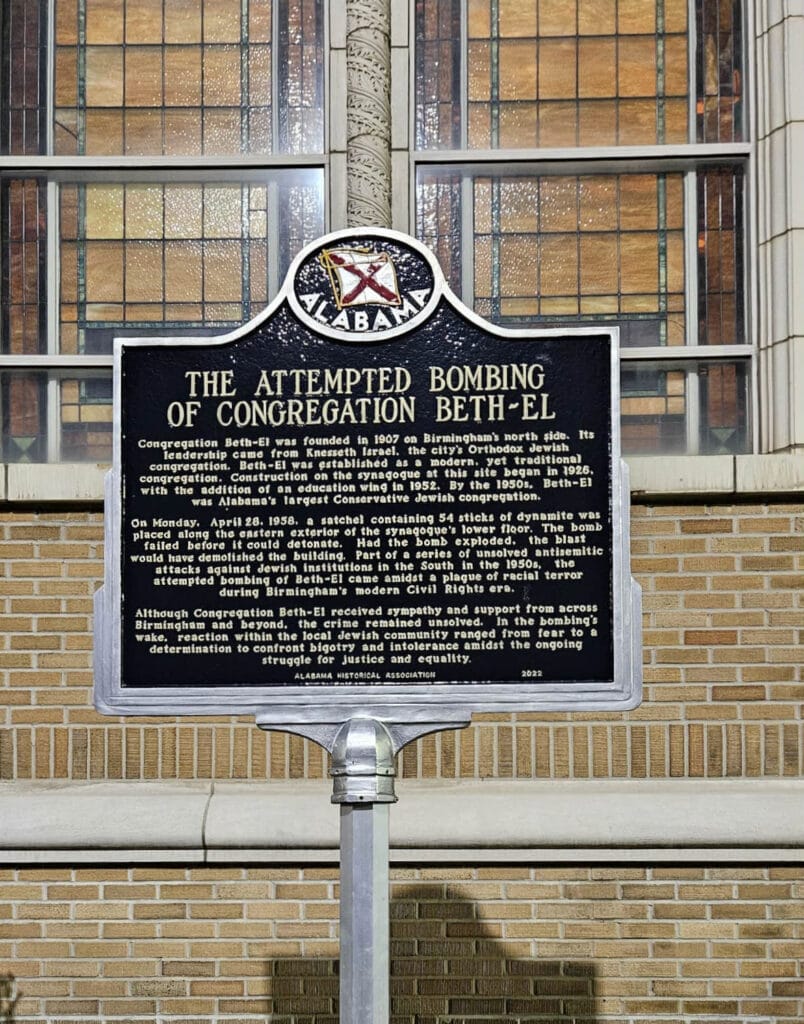 ALABAMA
THE ATTEMPTED BOMBING
OF CONGREGATION BETH-EL
Congregation Beth-El was founded in 1907 on Birmingham's north side. Its
leadership came from Knesseth Israel, the city's Orthodox Jewish
congregation. Beth-El was established as a modern, yet traditional
congregation. Construction on the synagogue at this site began in 1926,
with the addition of an education wing in 1952. By the 1950s, Beth-El
was Alabama's largest Conservative Jewish congregation.
On Monday, April 28, 1958, a satchel containing 54 sticks of dynamite was
placed along the eastern exterior of the synagogue's lower floor. The bomb
failed before it could detonate. Had the bomb exploded, the blast
would have demolished the building. Part of a series of unsolved antisemitic
attacks against Jewish institutions in the South in the 1950s, the
attempted bombing of Beth-El came amidst a plague of racial terror
during Birmingham's modern Civil Rights era.
Although Congregation Beth-El received sympathy and support from across
Birmingham and beyond, the crime remained unsolved. In the bombing's
wake, reaction within the local Jewish community ranged from fear to a
determination to confront bigotry and intolerance amidst the ongoing
struggle for justice and equality.
ALABAMA HISTORICAL ASSOCIATION 2022